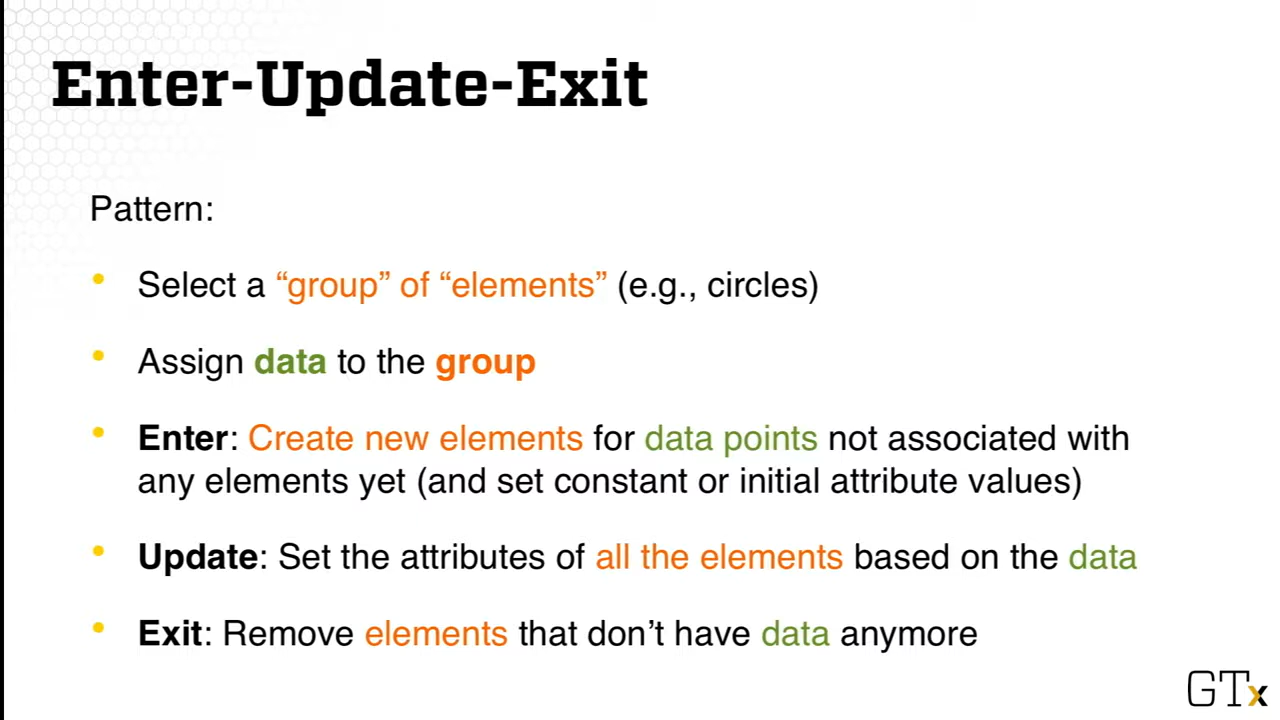 Enter-Update-Exit
Pattern:
• Select a “group” of “elements” (e.g., circles)
• Assign data to the group
• Enter: Create new elements for data points not associated with
any elements yet (and set constant or initial attribute values)
• Update: Set the attributes of all the elements based on the data
• Exit: Remove elements that don’t have data anymore
GTx